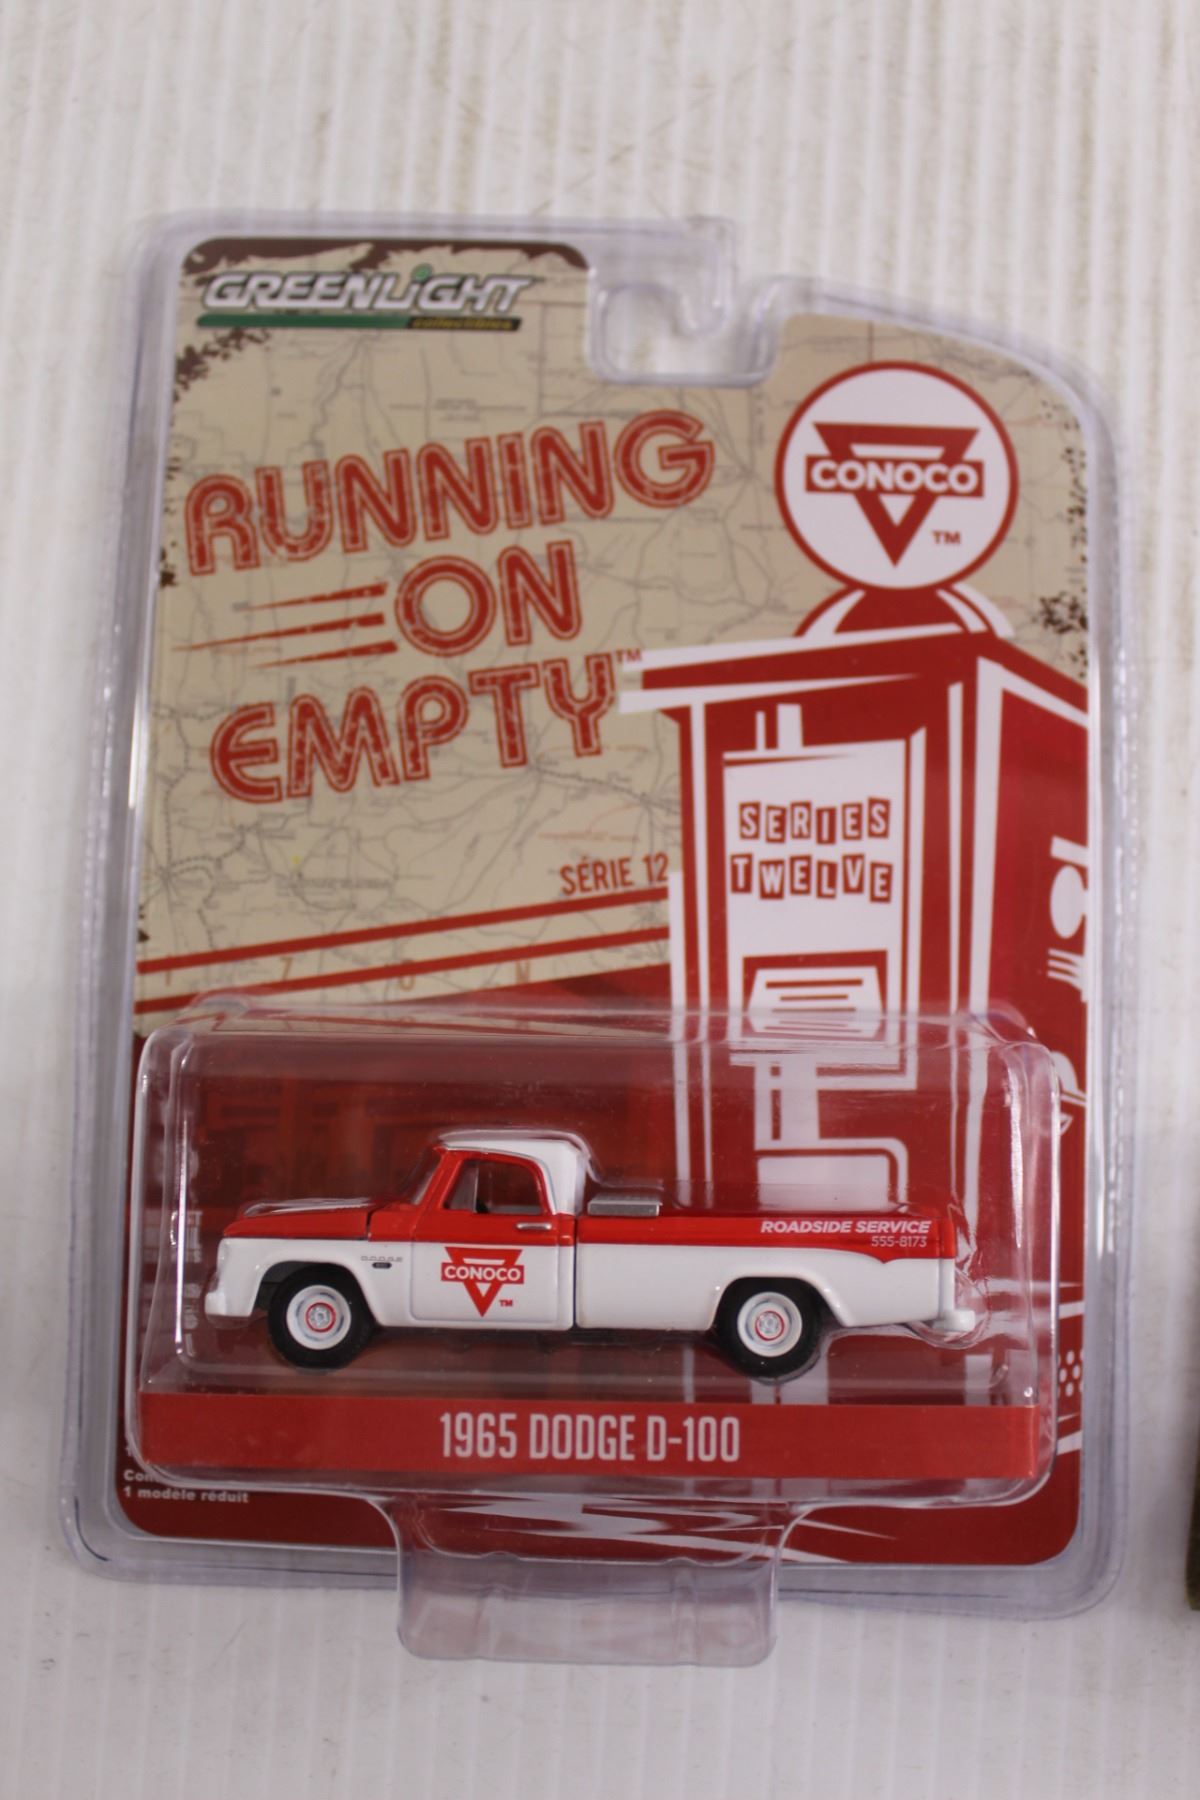 GREENLiGHT
collectibles
RUNNING
ON
EMPTY™
CONOCO
™
SERIES
TWELVE
SÉRIE 12
ROADSIDE SERVICE
555-8173
DODGE
CONOCO
™
1965 DODGE D-100
1 modèle réduit